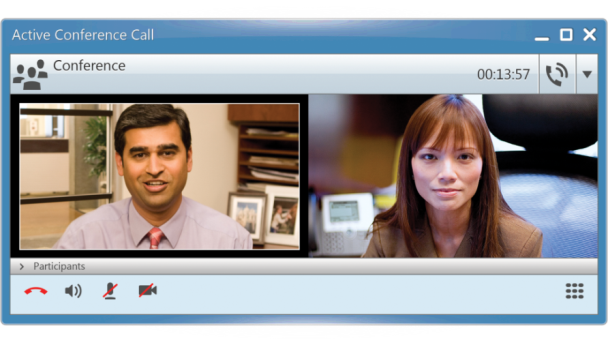 Active Conference Call
Conference
00:13:57
Participants